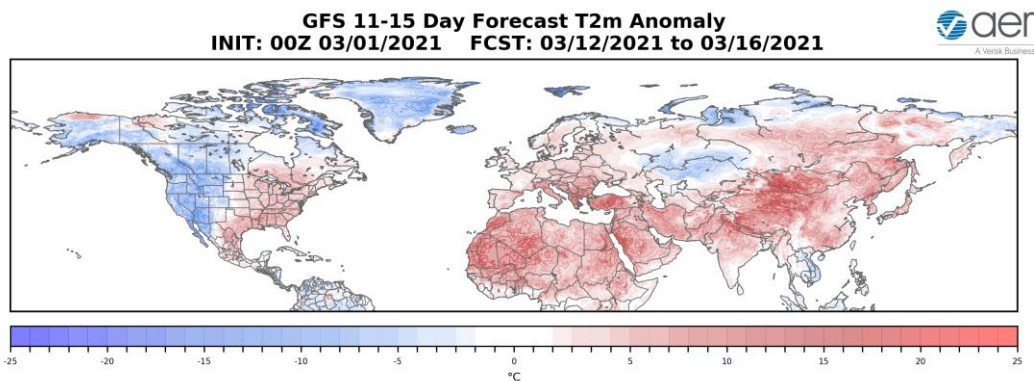 GFS 11-15 Day Forecast T2m Anomaly
INIT: 00Z 03/01/2021 FCST: 03/12/2021 to 03/16/2021
aer
A Verisk Business
-25 -20 -15 -10 -5 0 5 10 15 20 25
°C